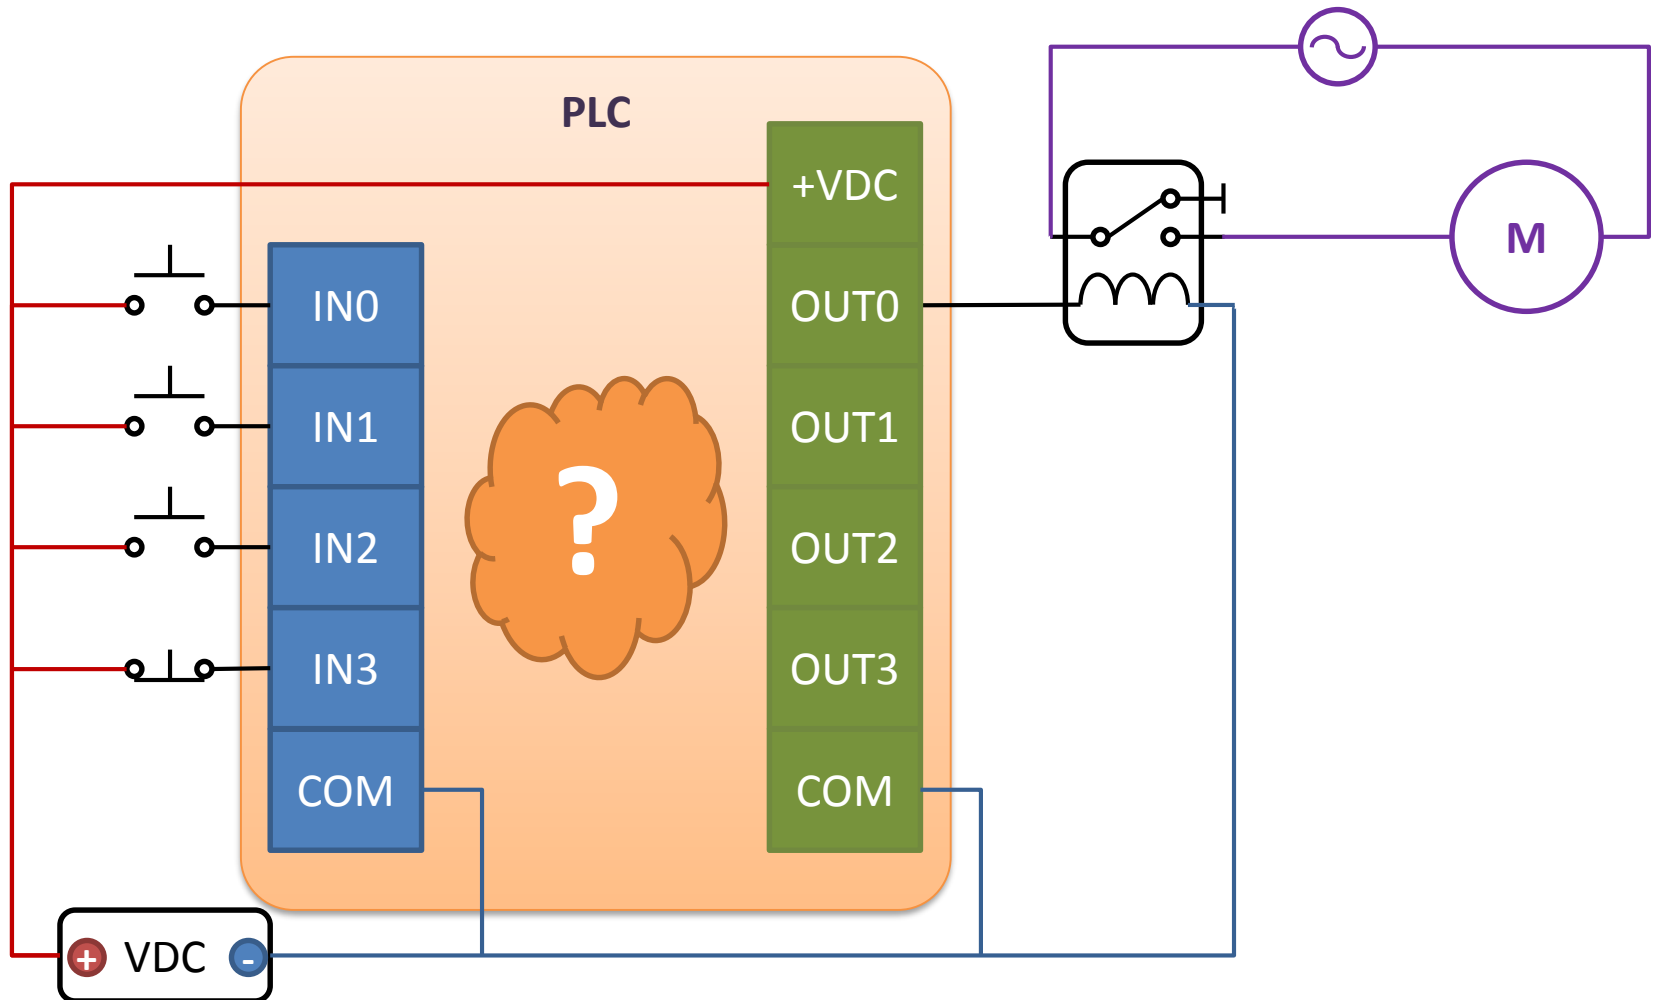 PLC
+VDC
IN0
OUT0
IN1
OUT1
IN2
OUT2
IN3
OUT3
COM
COM
?
M
+ VDC -